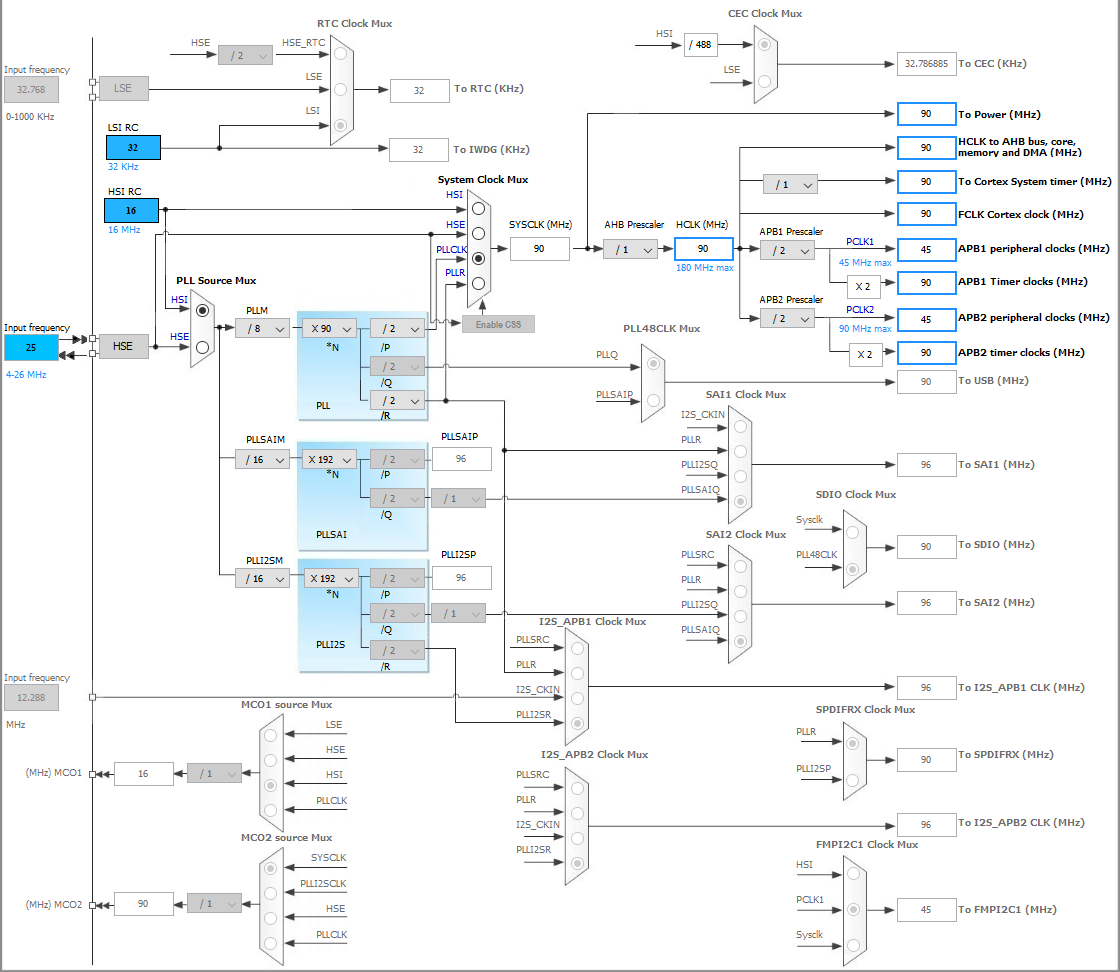 RTC Clock Mux
CEC Clock Mux
HSE
/ 2
HSE_RTC
HSI
/ 488
Input frequency
32.768
0-1000 KHz
LSE
LSE
LSI
32
To RTC (KHz)
LSE
32.786885
To CEC (KHz)
LSI RC
32
32 KHz
32
To IWDG (KHz)
90
To Power (MHz)
90
HCLK to AHB bus, core,
memory and DMA (MHz)
HSI RC
16
16 MHz
System Clock Mux
HSI
HSE
PLLCLK
PLLR
/ 1
90
To Cortex System timer (MHz)
90
FCLK Cortex clock (MHz)
SYSCLK (MHz)
90
AHB Prescaler
/ 1
HCLK (MHz)
90
180 MHz max
APB1 Prescaler
/ 2
PCLK1
45 MHz max
45
APB1 peripheral clocks (MHz)
X 2
90
APB1 Timer clocks (MHz)
APB2 Prescaler
/ 2
PCLK2
90 MHz max
45
APB2 peripheral clocks (MHz)
X 2
90
APB2 timer clocks (MHz)
Input frequency
25
4-26 MHz
HSE
PLL Source Mux
HSI
HSE
PLLM
/ 8
X 90
*N
/ 2
/P
/ 2
/Q
/ 2
/R
PLL
Enable CSS
PLL48CLK Mux
PLLQ
PLLSAIP
90
To USB (MHz)
PLLSAIM
/ 16
X 192
*N
/ 2
/P
/ 2
/Q
PLLSAI
PLLSAIP
96
/ 1
SAI1 Clock Mux
I2S_CKIN
PLLR
PLLI2SQ
PLLSAIQ
96
To SAI1 (MHz)
SDIO Clock Mux
Sysclk
PLL48CLK
90
To SDIO (MHz)
SAI2 Clock Mux
PLLSRC
PLLR
PLLI2SQ
PLLSAIQ
96
To SAI2 (MHz)
PLLI2SM
/ 16
X 192
*N
/ 2
/P
/ 2
/Q
/ 2
/R
PLLI2S
PLLI2SP
96
/ 1
I2S_APB1 Clock Mux
PLLSRC
PLLR
I2S_CKIN
PLLI2SR
96
To I2S_APB1 CLK (MHz)
Input frequency
12.288
MHz
MCO1 source Mux
LSE
HSE
HSI
PLLCLK
(MHz) MCO1
16
/ 1
SPDIFRX Clock Mux
PLLR
PLLI2SP
90
To SPDIFRX (MHz)
I2S_APB2 Clock Mux
PLLSRC
PLLR
I2S_CKIN
PLLI2SR
96
To I2S_APB2 CLK (MHz)
MCO2 source Mux
SYSCLK
PLLI2SCLK
HSE
PLLCLK
(MHz) MCO2
90
/ 1
FMPI2C1 Clock Mux
HSI
PCLK1
Sysclk
45
To FMPI2C1 (MHz)